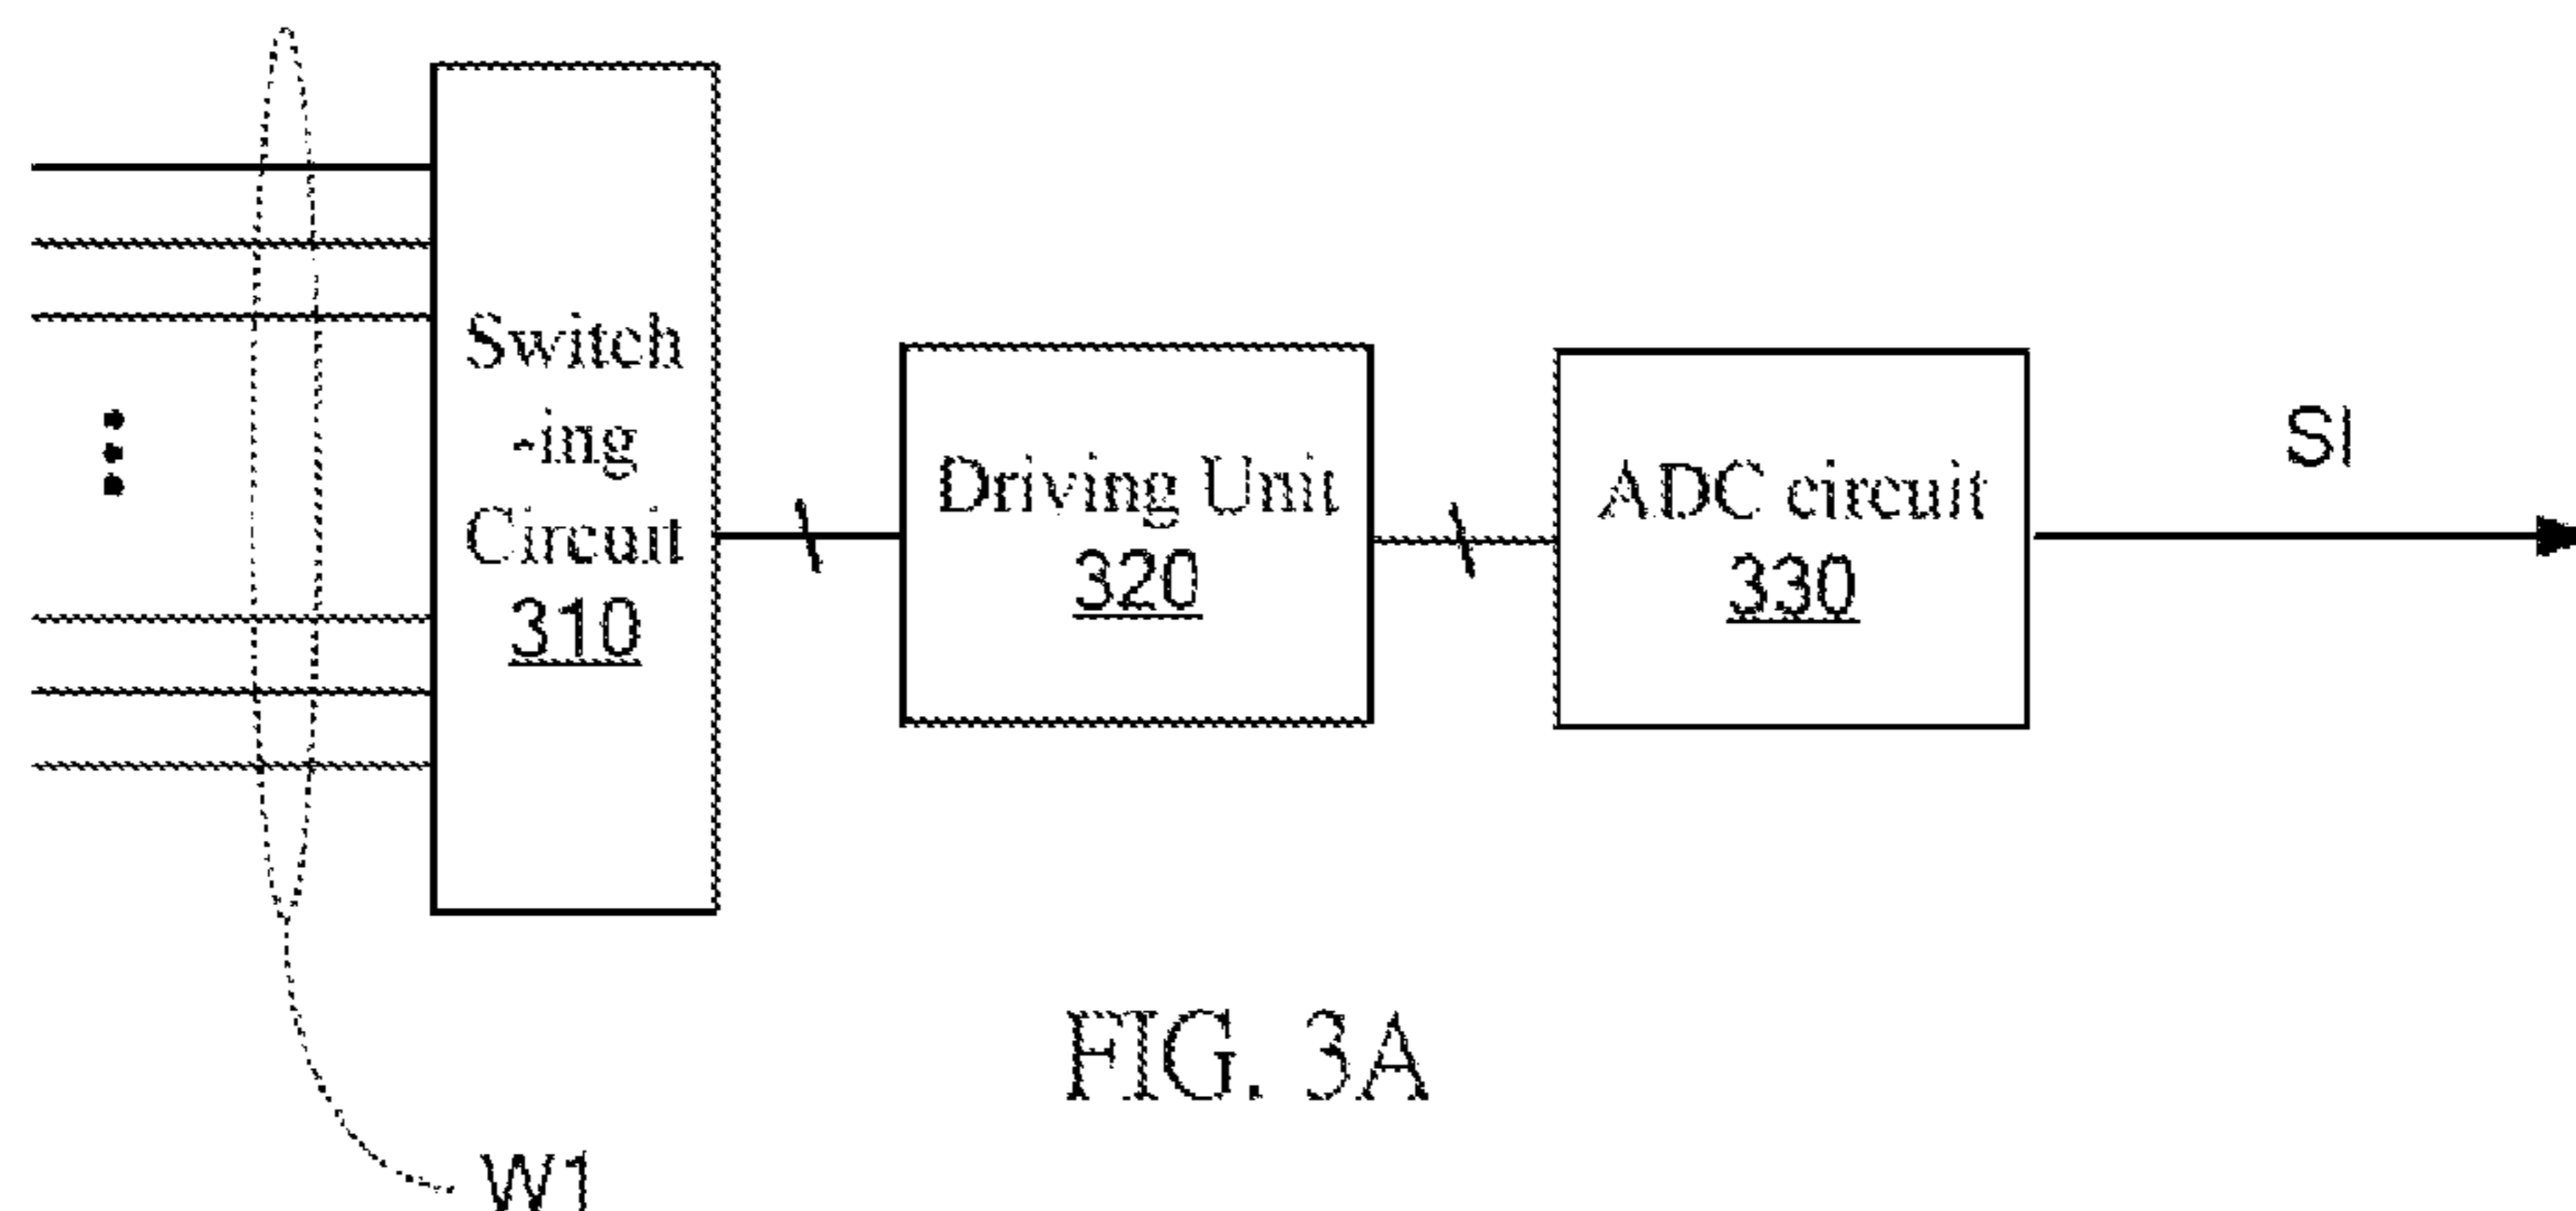 Switch
-ing
Circuit
310
Driving Unit
320
ADC circuit
330
SI
FIG. 3A
W1